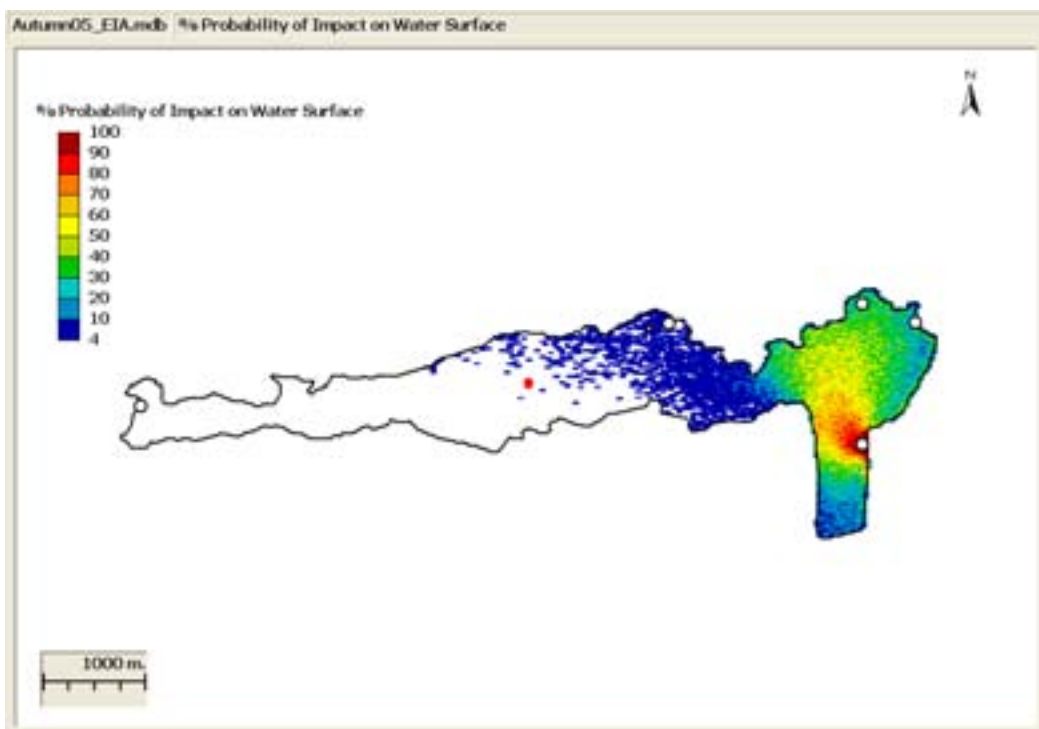 Autumn05_EIA.mdb % Probability of Impact on Water Surface
N
% Probability of Impact on Water Surface
100
90
80
70
60
50
40
30
20
10
4
1000 m.